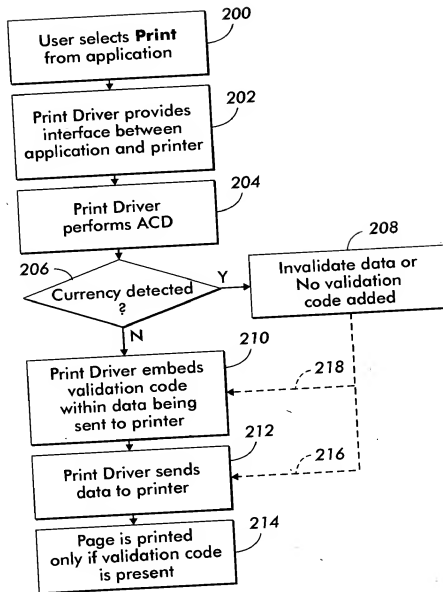 200
User selects Print
from application
202
Print Driver provides
interface between
application and printer
204
Print Driver
performs ACD
206
Currency detected
?
Y
N
208
Invalidate data or
No validation
code added
210
Print Driver embeds
validation code
within data being
sent to printer
218
212
Print Driver sends
data to printer
216
214
Page is printed
only if validation code
is present